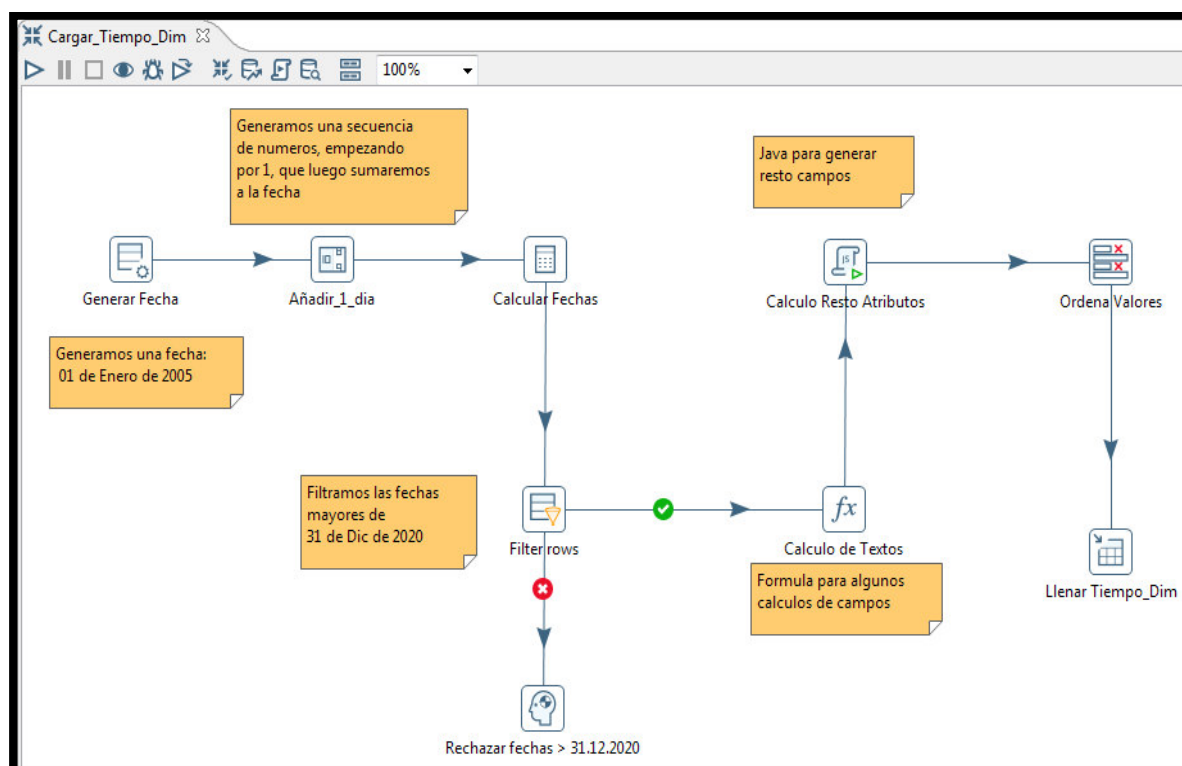 Cargar_Tiempo_Dim
100%
Generamos una secuencia
de numeros, empezando
por 1, que luego sumaremos
a la fecha
Java para generar
resto campos
Generar Fecha
Añadir_1_dia
Calcular Fechas
Calculo Resto Atributos
Ordena Valores
Generamos una fecha:
01 de Enero de 2005
Filtramos las fechas
mayores de
31 de Dic de 2020
Filter rows
fx
Calculo de Textos
Formula para algunos
calculos de campos
Llenar Tiempo_Dim
Rechazar fechas > 31.12.2020